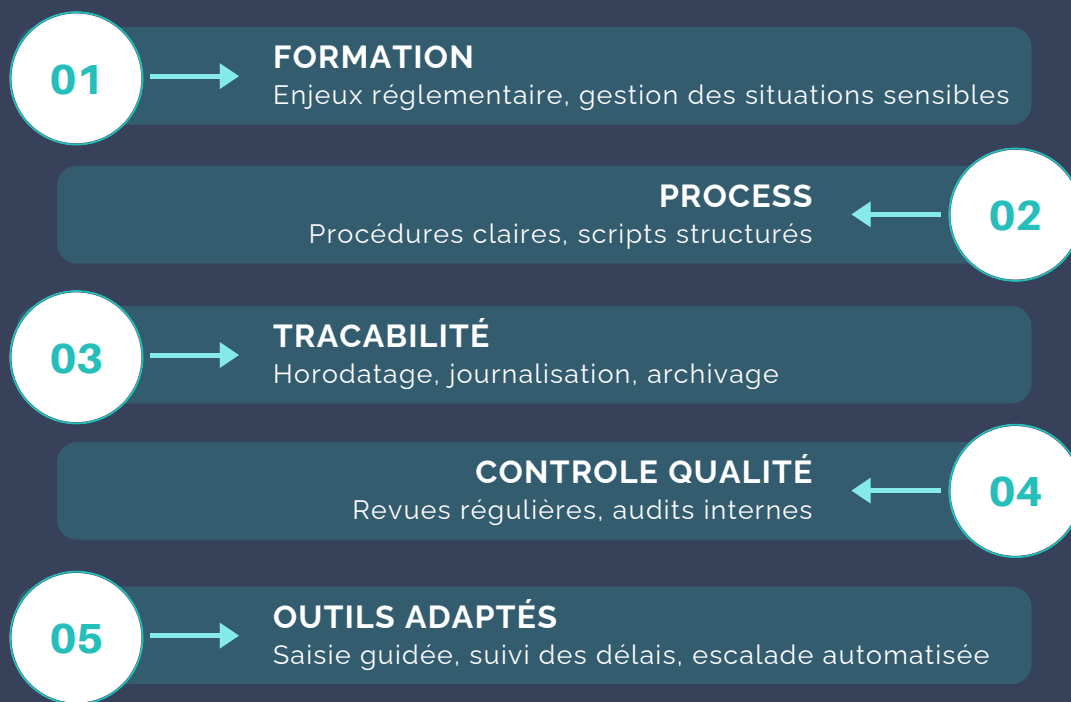 01
FORMATION
Enjeux réglementaire, gestion des situations sensibles
PROCESS
Procédures claires, scripts structurés
02
03
TRACABILITÉ
Horodatage, journalisation, archivage
CONTROLE QUALITÉ
Revues régulières, audits internes
04
05
OUTILS ADAPTÉS
Saisie guidée, suivi des délais, escalade automatisée